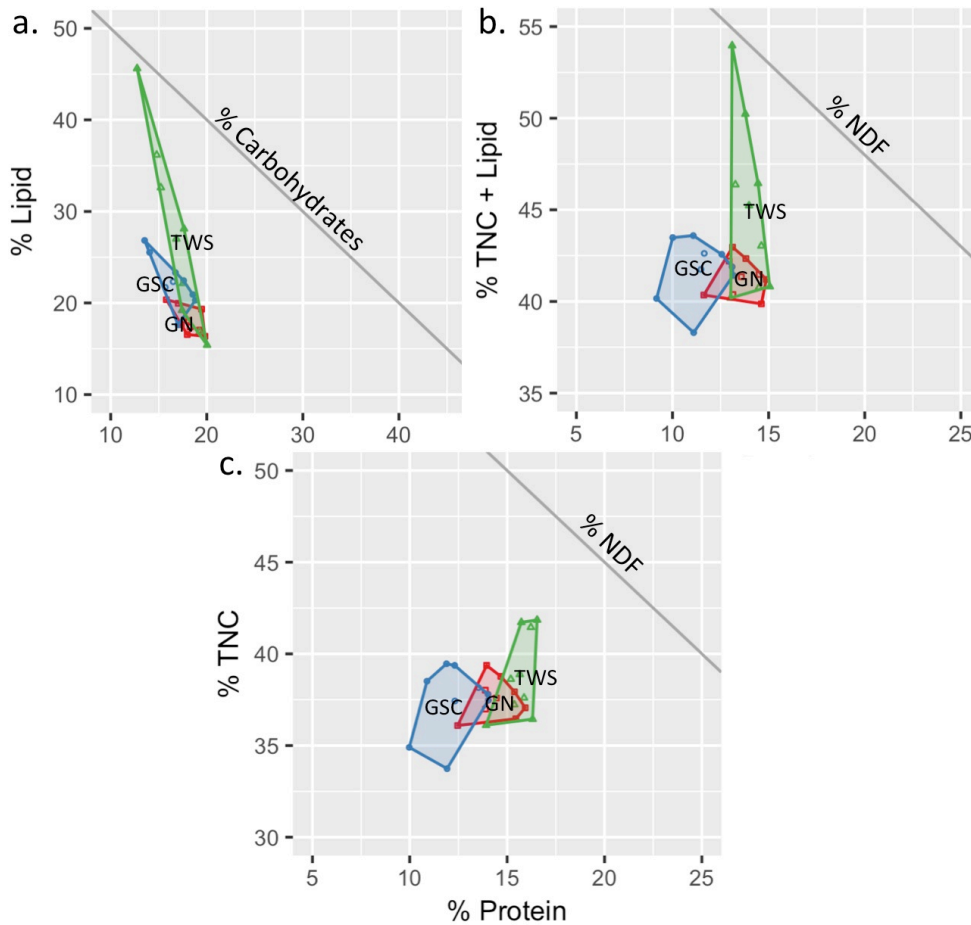 a.
50
40
30
20
10
% Lipid
% Carbohydrates
TWS
GSC
GN
10
20
30
40
b.
55
50
45
40
35
% TNC + Lipid
% NDF
TWS
GSC
GN
5
10
15
20
25
c.
50
45
40
35
30
% TNC
% NDF
TWS
GSC
GN
5
10
15
20
25
% Protein